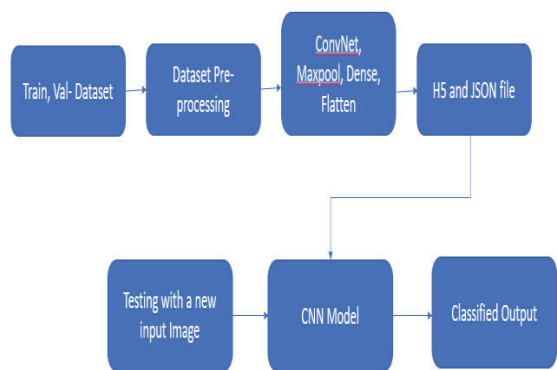 Train, Val- Dataset
Dataset Pre-
processing
ConvNet,
Maxpool, Dense,
Flatten
H5 and JSON file
Testing with a new
input Image
CNN Model
Classified Output